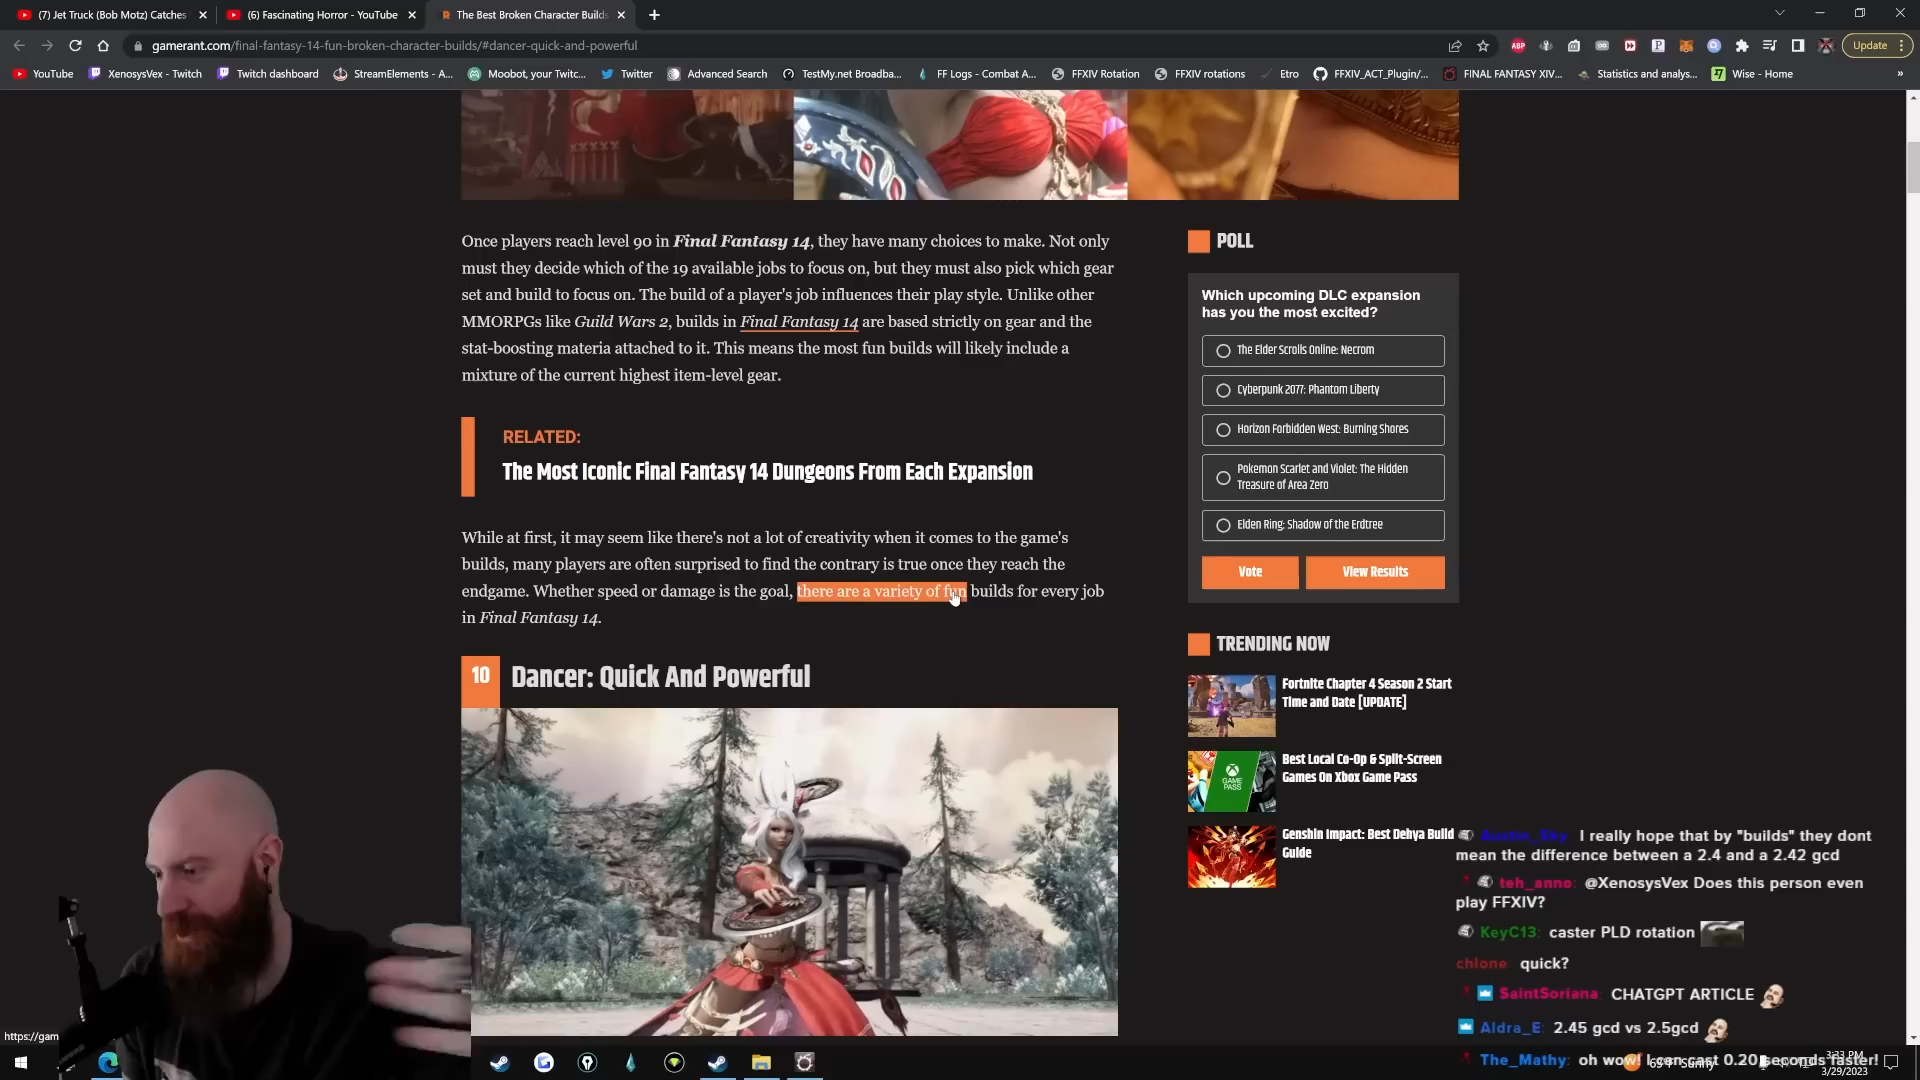 (7) Jet Truck (Bob Motz) Catches
(6) Fascinating Horror - YouTube
The Best Broken Character Builds
gamerant.com/final-fantasy-14-fun-broken-character-builds/#dancer-quick-and-powerful
ABP
Update
YouTube
XenosysVex - Twitch
Twitch dashboard
StreamElements - A...
Moobot, your Twitc...
Twitter
Advanced Search
TestMy.net Broadba...
FF Logs - Combat A...
FFXIV Rotation
FFXIV rotations
Etro
FFXIV_ACT_Plugin/...
FINAL FANTASY XIV...
Statistics and analys...
Wise - Home
»
Once players reach level 90 in Final Fantasy 14, they have many choices to make. Not only
must they decide which of the 19 available jobs to focus on, but they must also pick which gear
set and build to focus on. The build of a player's job influences their play style. Unlike other
MMORPGs like Guild Wars 2, builds in Final Fantasy 14 are based strictly on gear and the
stat-boosting materia attached to it. This means the most fun builds will likely include a
mixture of the current highest item-level gear.
RELATED:
The Most Iconic Final Fantasy 14 Dungeons From Each Expansion
While at first, it may seem like there's not a lot of creativity when it comes to the game's
builds, many players are often surprised to find the contrary is true once they reach the
endgame. Whether speed or damage is the goal, there are a variety of fun builds for every job
in Final Fantasy 14.
10 Dancer: Quick And Powerful
POLL
Which upcoming DLC expansion
has you the most excited?
The Elder Scrolls Online: Necrom
Cyberpunk 2077: Phantom Liberty
Horizon Forbidden West: Burning Shores
Pokemon Scarlet and Violet: The Hidden
Treasure of Area Zero
Elden Ring: Shadow of the Erdtree
Vote
View Results
TRENDING NOW
Fortnite Chapter 4 Season 2 Start
Time and Date [UPDATE]
XBOX
GAME
PASS
Best Local Co-Op & Split-Screen
Games On Xbox Game Pass
Genshin Impact: Best Dehya Build
Guide
Austin_Sky: I really hope that by "builds" they dont
mean the difference between a 2.4 and a 2.42 gcd
teh_anno: @XenosysVex Does this person even
play FFXIV?
KeyC13: caster PLD rotation
chlone: quick?
SaintSoriana: CHATGPT ARTICLE
Aldra_E: 2.45 gcd vs 2.5gcd
The_Mathy: oh wow! I can cast 0.20 seconds faster!
https://gam
69°F Sunny
3:33 PM
3/29/2023